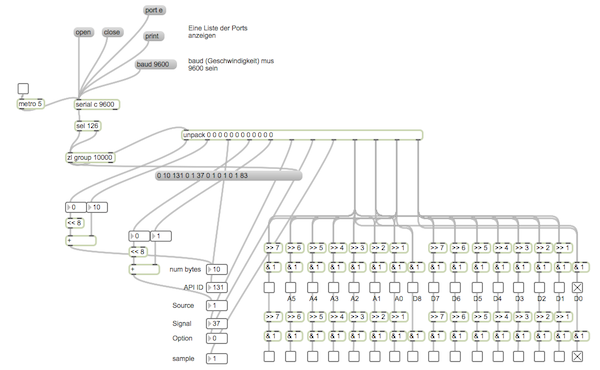 port e
open
close
print
Eine Liste der Ports
anzeigen
baud 9600
baud (Geschwindigkeit) mus
9600 sein
metro 5
serial c 9600
sel 126
unpack 0 0 0 0 0 0 0 0 0 0 0 0
zl group 10000
0 10 131 0 1 37 0 1 0 1 0 1 83
0 10
<< 8
+
0 1
<< 8
+
num bytes 10
API ID 131
Source 1
Signal 37
Option 0
sample 1
>> 7 >> 6 >> 5 >> 4 >> 3 >> 2 >> 1 >> 7 >> 6 >> 5 >> 4 >> 3 >> 2 >> 1
& 1 & 1 & 1 & 1 & 1 & 1 & 1 & 1 & 1 & 1 & 1 & 1 & 1 & 1 & 1
A5 A4 A3 A2 A1 A0 D8 D7 D6 D5 D4 D3 D2 D1 D0
>> 7 >> 6 >> 5 >> 4 >> 3 >> 2 >> 1 >> 7 >> 6 >> 5 >> 4 >> 3 >> 2 >> 1
& 1 & 1 & 1 & 1 & 1 & 1 & 1 & 1 & 1 & 1 & 1 & 1 & 1 & 1 & 1